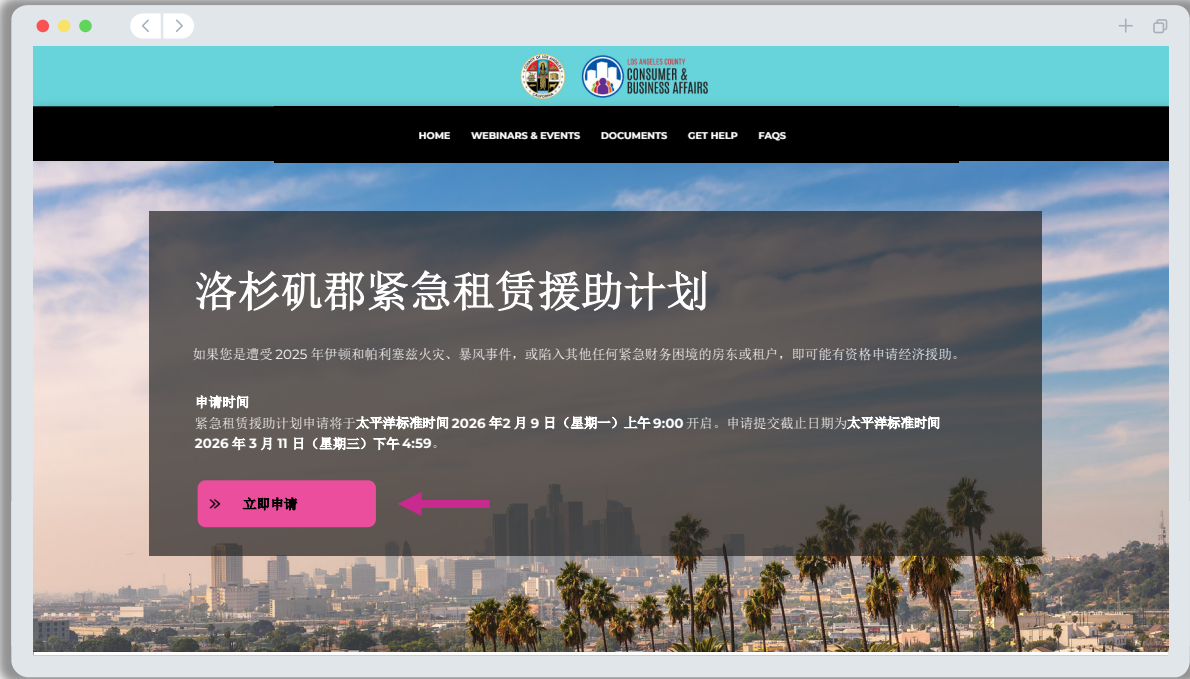 LOS ANGELES COUNTY
CONSUMER &
BUSINESS AFFAIRS
HOME WEBINARS & EVENTS DOCUMENTS GET HELP FAQS
洛杉矶郡紧急租赁援助计划
如果您是遭受 2025 年伊顿和帕利塞兹火灾、暴风事件，或陷入其他任何紧急财务困境的房东或租户，即可能有资格申请经济援助。
申请时间
紧急租赁援助计划申请将于太平洋标准时间 2026 年2 月 9 日（星期一）上午 9:00 开启。申请提交截止日期为太平洋标准时间
2026 年 3 月 11 日（星期三）下午 4:59。
立即申请